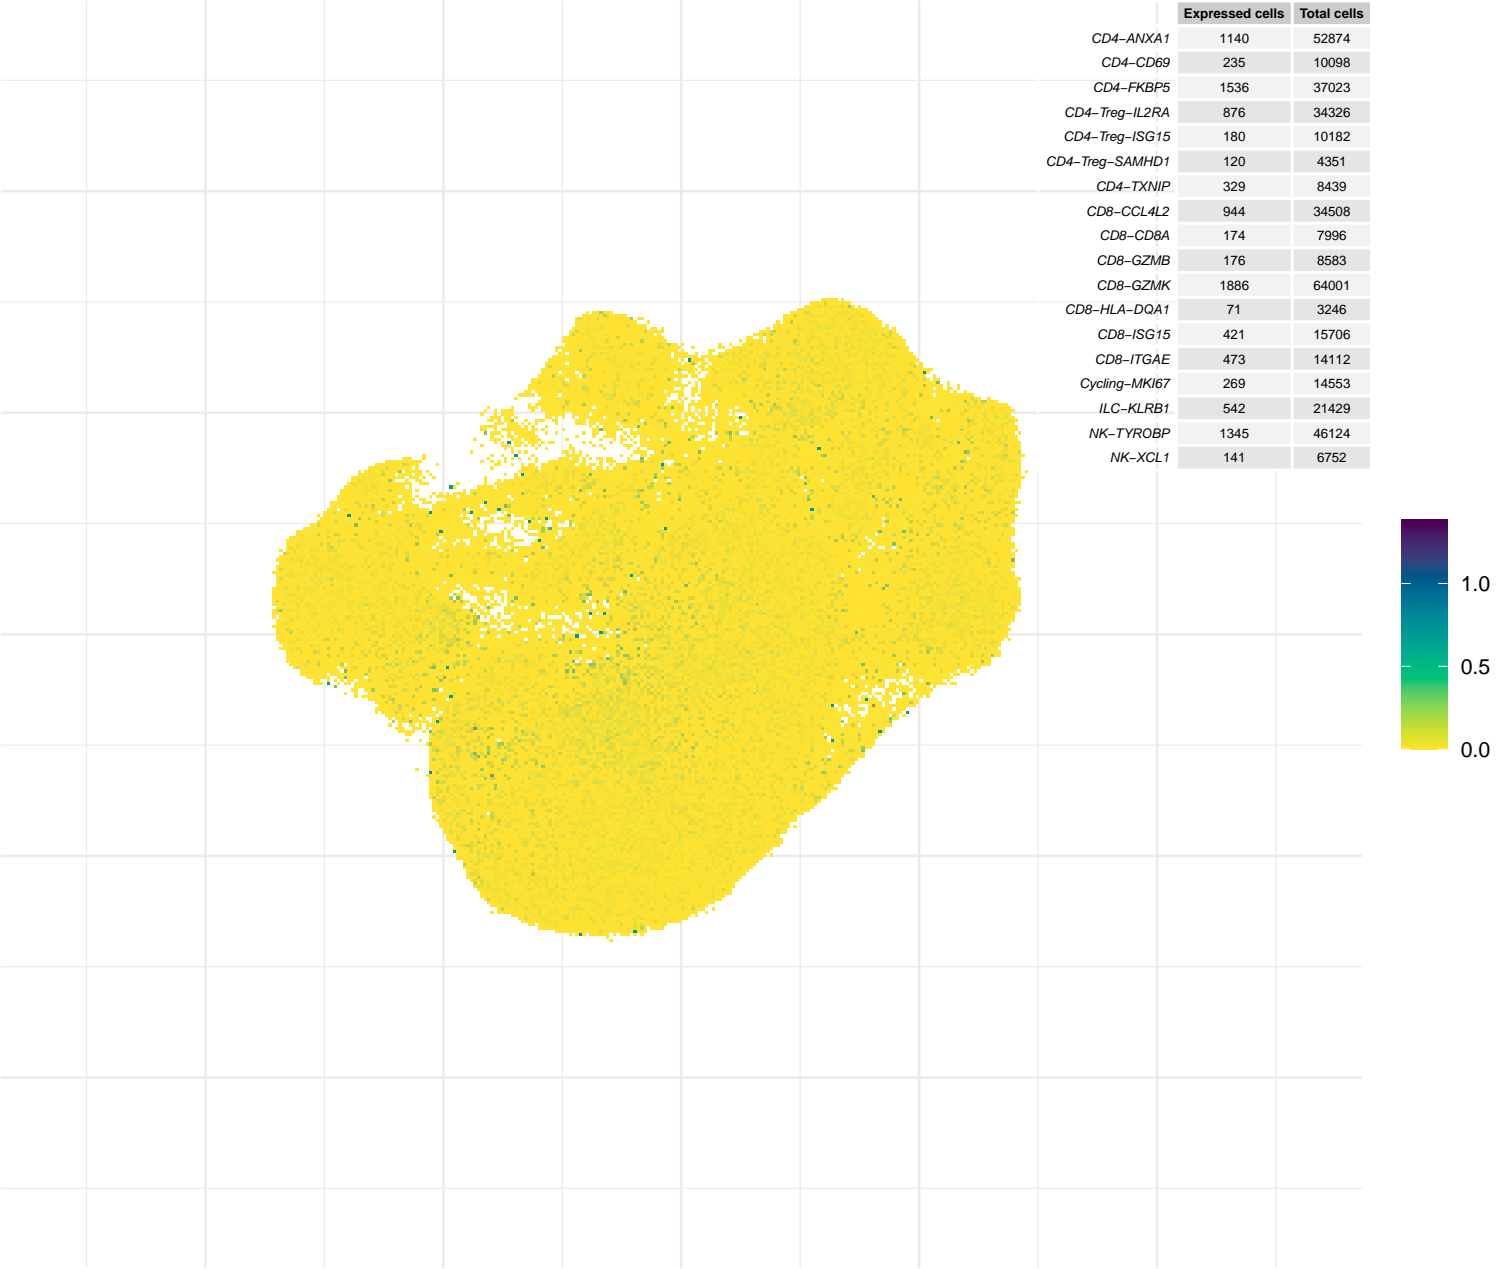 Expressed cells Total cells
CD4−ANXA1 1140 52874
CD4−CD69 235 10098
CD4−FKBP5 1536 37023
CD4−Treg−IL2RA 876 34326
CD4−Treg−ISG15 180 10182
CD4−Treg−SAMHD1 120 4351
CD4−TXNIP 329 8439
CD8−CCL4L2 944 34508
CD8−CD8A 174 7996
CD8−GZMB 176 8583
CD8−GZMK 1886 64001
CD8−HLA−DQA1 71 3246
CD8−ISG15 421 15706
CD8−ITGAE 473 14112
Cycling−MKI67 269 14553
ILC−KLRB1 542 21429
NK−TYROBP 1345 46124
NK−XCL1 141 6752
1.0
0.5
0.0